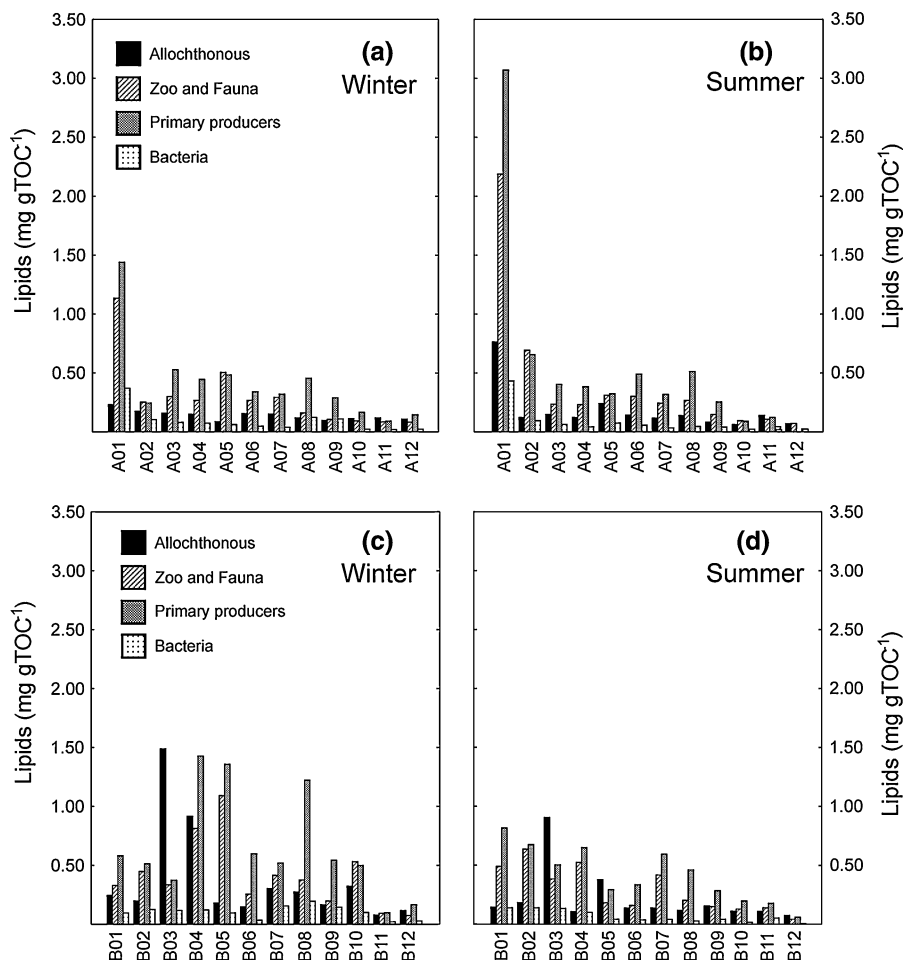 3.50
3.00
2.50
2.00
1.50
1.00
0.50
Lipids (mg gTOC-1)
Allochthonous
Zoo and Fauna
Primary producers
Bacteria
(a)
Winter
A01 A02 A03 A04 A05 A06 A07 A08 A09 A10 A11 A12
(b)
Summer
3.50
3.00
2.50
2.00
1.50
1.00
0.50
Lipids (mg gTOC-1)
A01 A02 A03 A04 A05 A06 A07 A08 A09 A10 A11 A12
3.50
3.00
2.50
2.00
1.50
1.00
0.50
Lipids (mg gTOC-1)
Allochthonous
Zoo and Fauna
Primary producers
Bacteria
(c)
Winter
B01 B02 B03 B04 B05 B06 B07 B08 B09 B10 B11 B12
(d)
Summer
3.50
3.00
2.50
2.00
1.50
1.00
0.50
Lipids (mg gTOC-1)
B01 B02 B03 B04 B05 B06 B07 B08 B09 B10 B11 B12